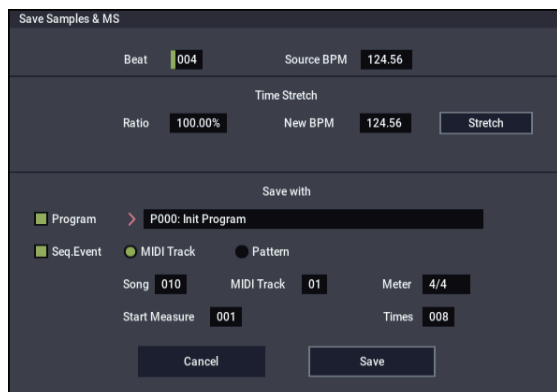 Save Samples & MS
Beat 004 Source BPM 124.56
Time Stretch
Ratio 100.00% New BPM 124.56 Stretch
Save with
Program P000: Init Program
Seq.Event MIDI Track Pattern
Song 010 MIDI Track 01 Meter 4/4
Start Measure 001 Times 008
Cancel Save